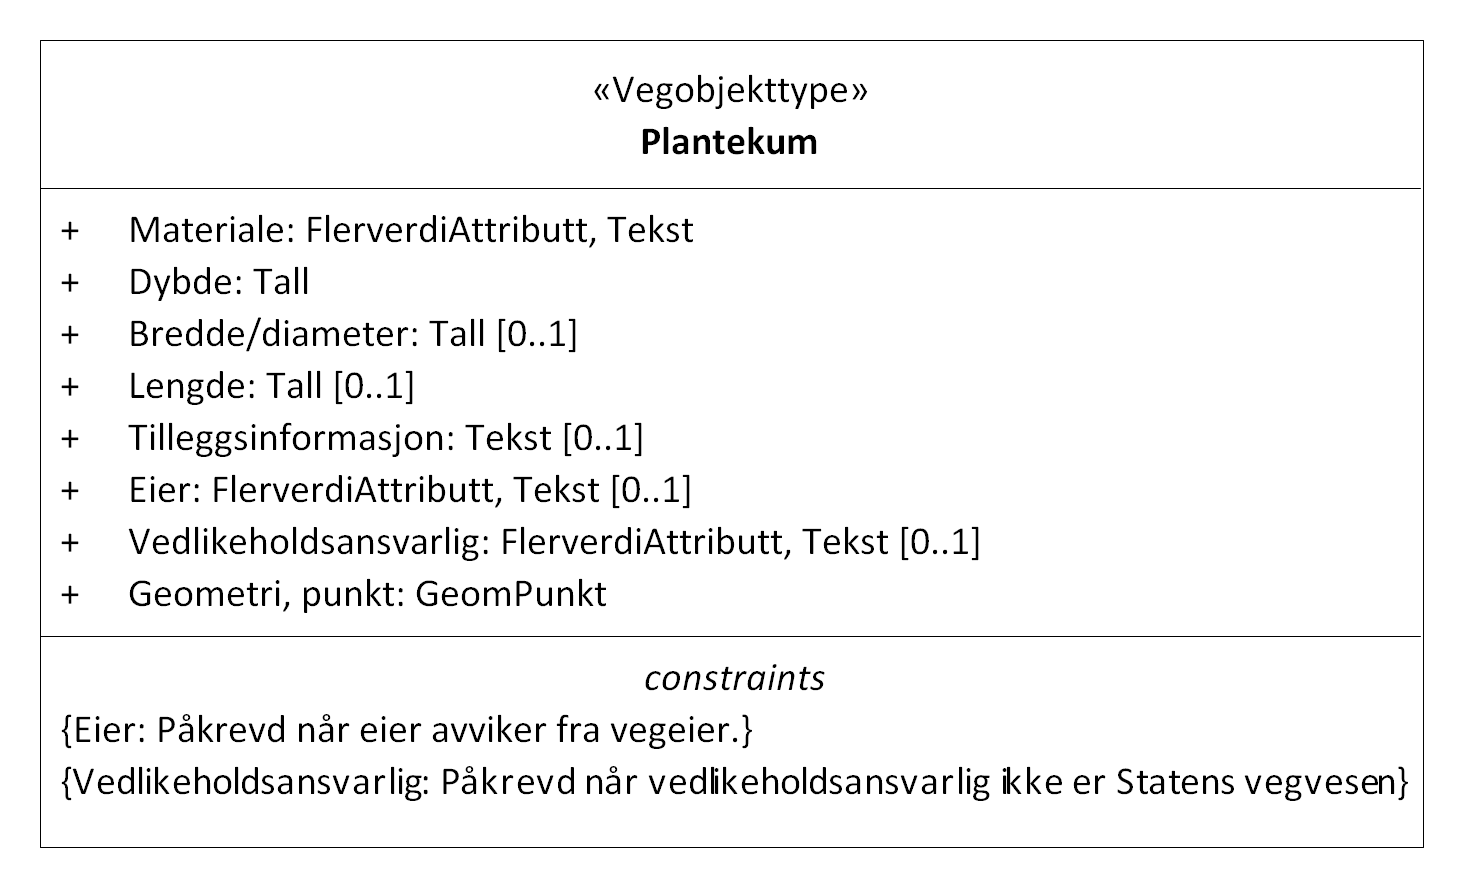 «Vegobjekttype»
Plantekum
+ Materiale: FlerverdiAttributt, Tekst
+ Dybde: Tall
+ Bredde/diameter: Tall [0..1]
+ Lengde: Tall [0..1]
+ Tilleggsinformasjon: Tekst [0..1]
+ Eier: FlerverdiAttributt, Tekst [0..1]
+ Vedlikeholdsansvarlig: FlerverdiAttributt, Tekst [0..1]
+ Geometri, punkt: GeomPunkt
constraints
{Eier: Påkrevd når eier avviker fra vegeier.}
{Vedlikeholdsansvarlig: Påkrevd når vedlikeholdsansvarlig ikke er Statens vegvesen}